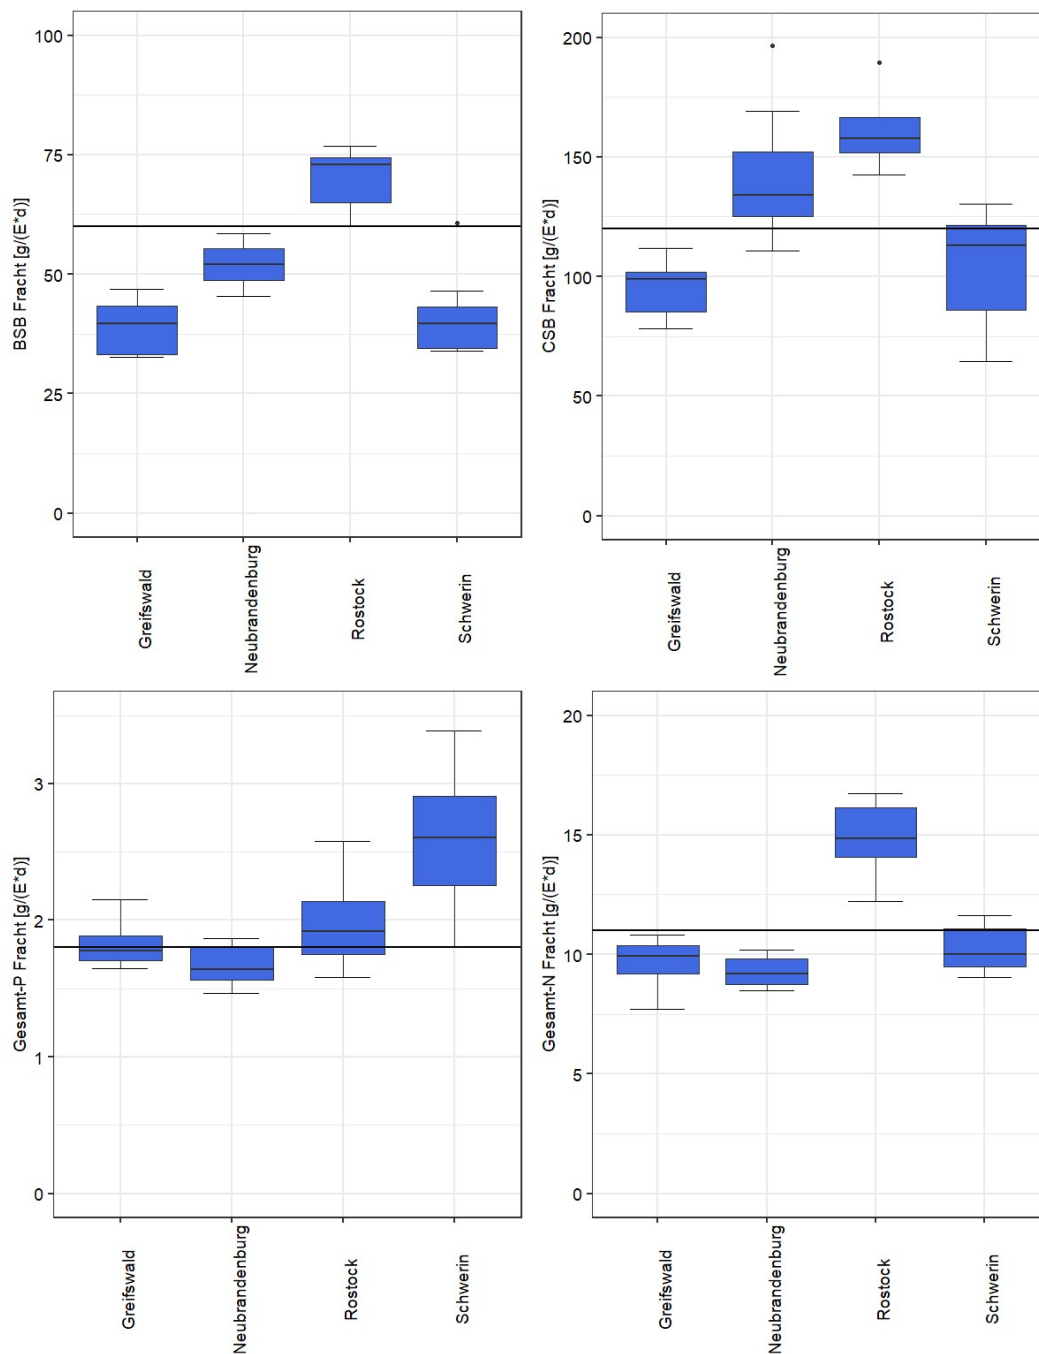 BSB Fracht [g/(E*d)]
100
75
50
25
0
Greifswald
Neubrandenburg
Rostock
Schwerin
CSB Fracht [g/(E*d)]
200
150
100
50
0
Greifswald
Neubrandenburg
Rostock
Schwerin
Gesamt-P Fracht [g/(E*d)]
3
2
1
0
Greifswald
Neubrandenburg
Rostock
Schwerin
Gesamt-N Fracht [g/(E*d)]
20
15
10
5
0
Greifswald
Neubrandenburg
Rostock
Schwerin